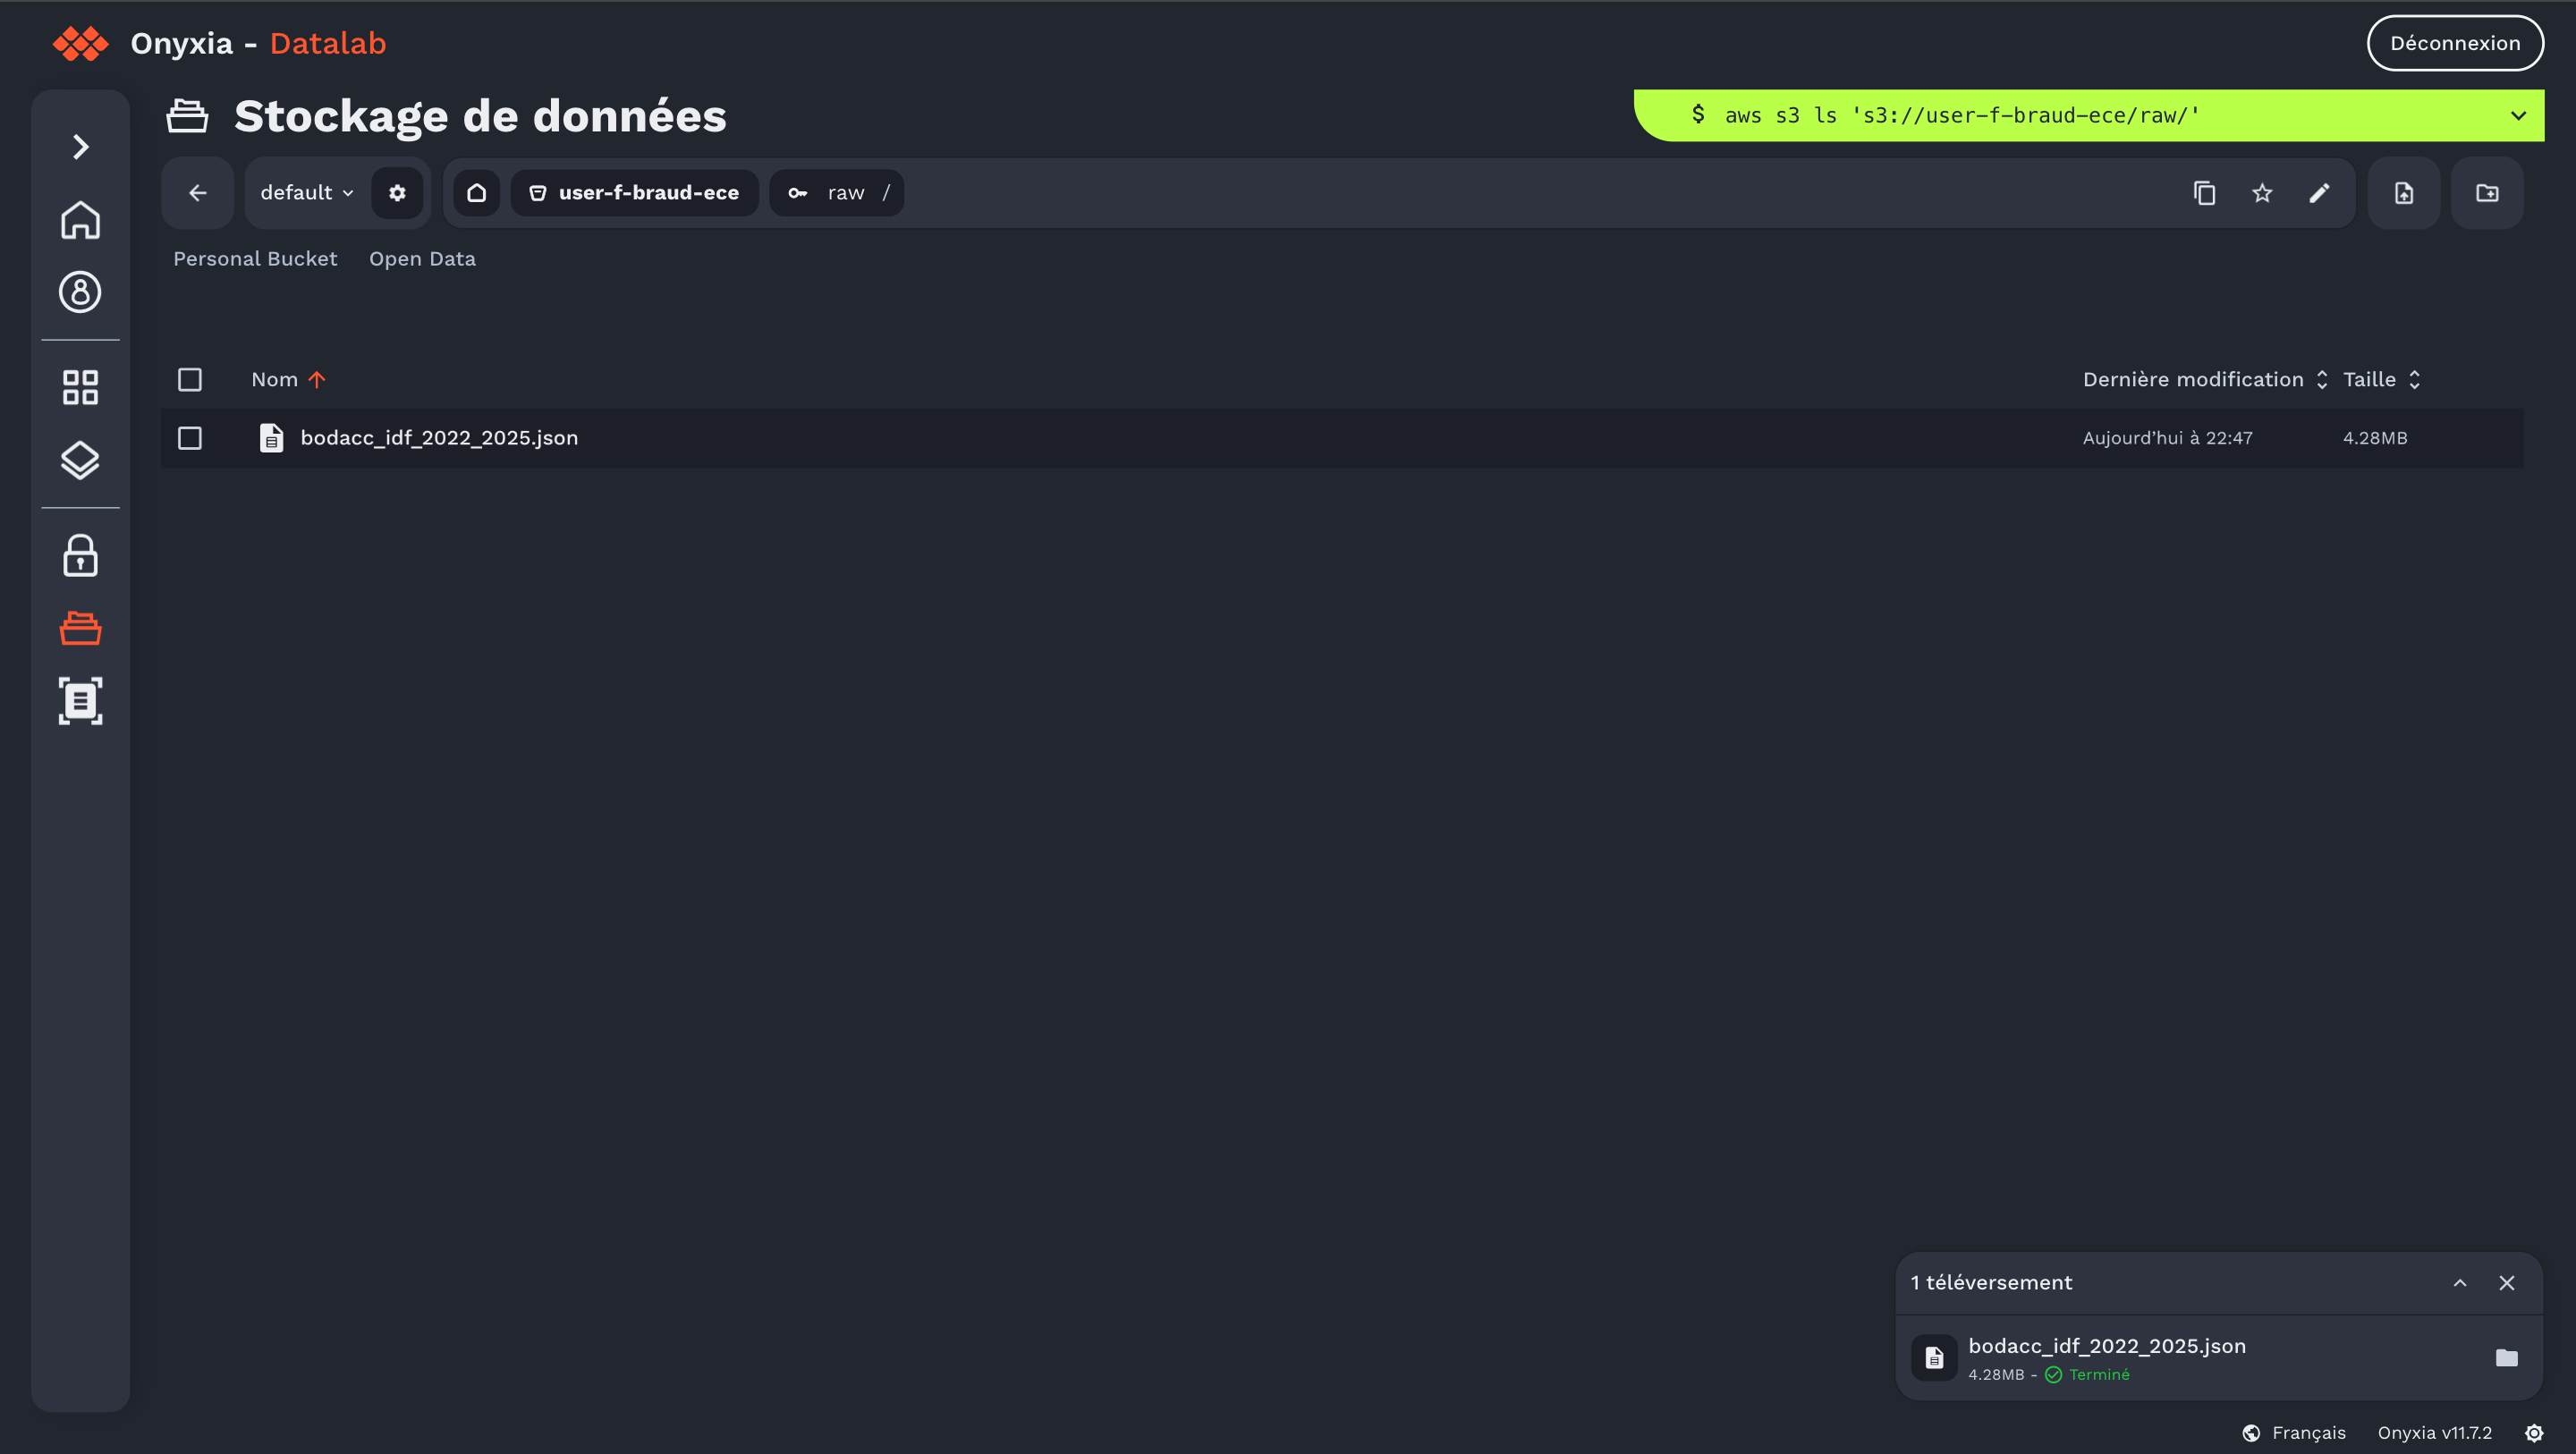 Onyxia - Datalab
Déconnexion
Stockage de données
$ aws s3 ls 's3://user-f-braud-ece/raw/'
default
user-f-braud-ece
raw /
Personal Bucket
Open Data
Nom
Dernière modification
Taille
bodacc_idf_2022_2025.json
Aujourd’hui à 22:47
4.28MB
1 téléversement
bodacc_idf_2022_2025.json
4.28MB - Terminé
Français
Onyxia v11.7.2